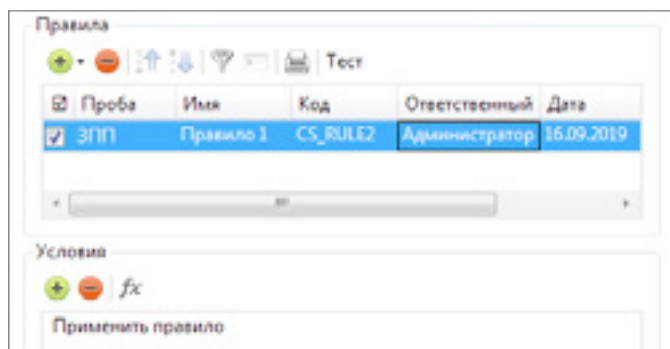 Правила
Тест
Проба Имя Код Ответственный Дата
ЗПП Правило 1 CS_RULE2 Администратор 16.09.2019
Условия
fx
Применить правило